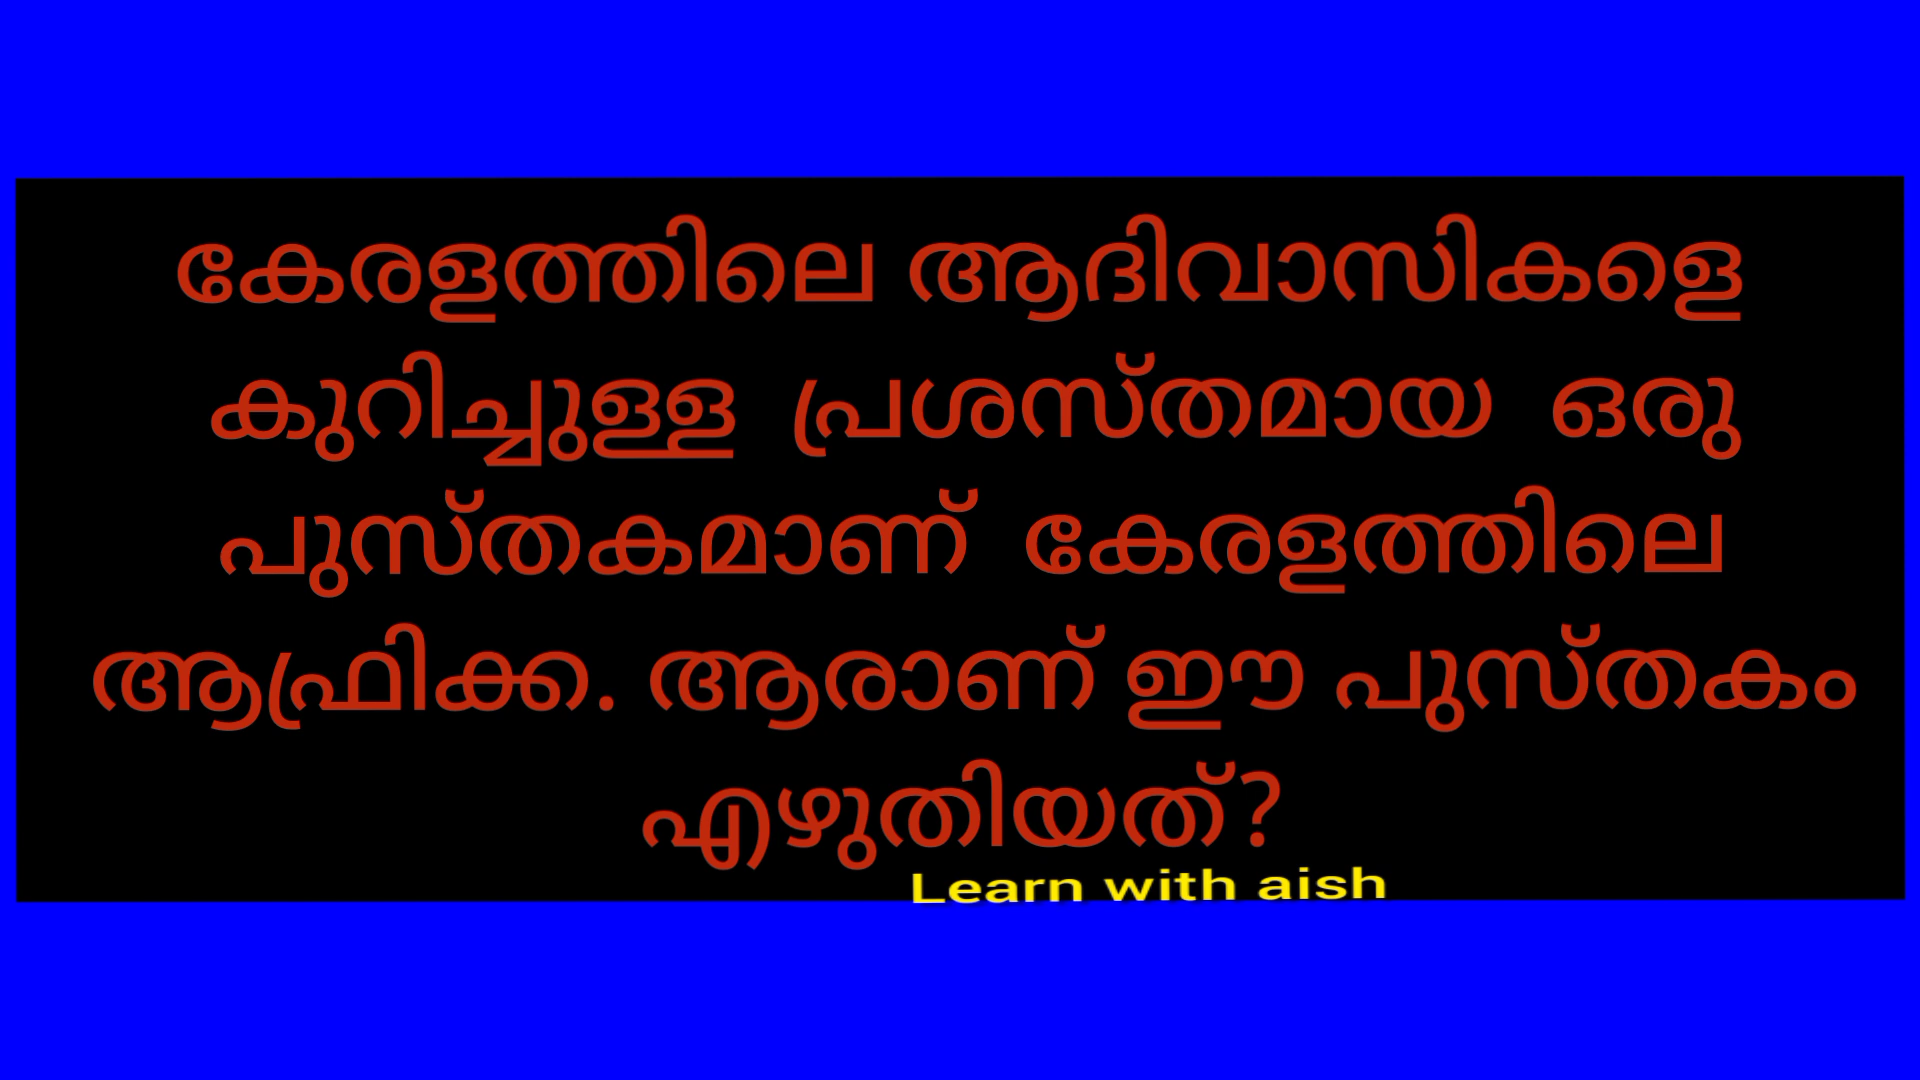 കേരളത്തിലെ ആദിവാസികളെ
കുറിച്ചുള്ള പ്രശസ്തമായ ഒരു
പുസ്തകമാണ് കേരളത്തിലെ
ആഫ്രിക്ക. ആരാണ് ഈ പുസ്തകം
എഴുതിയത്?
Learn with aish